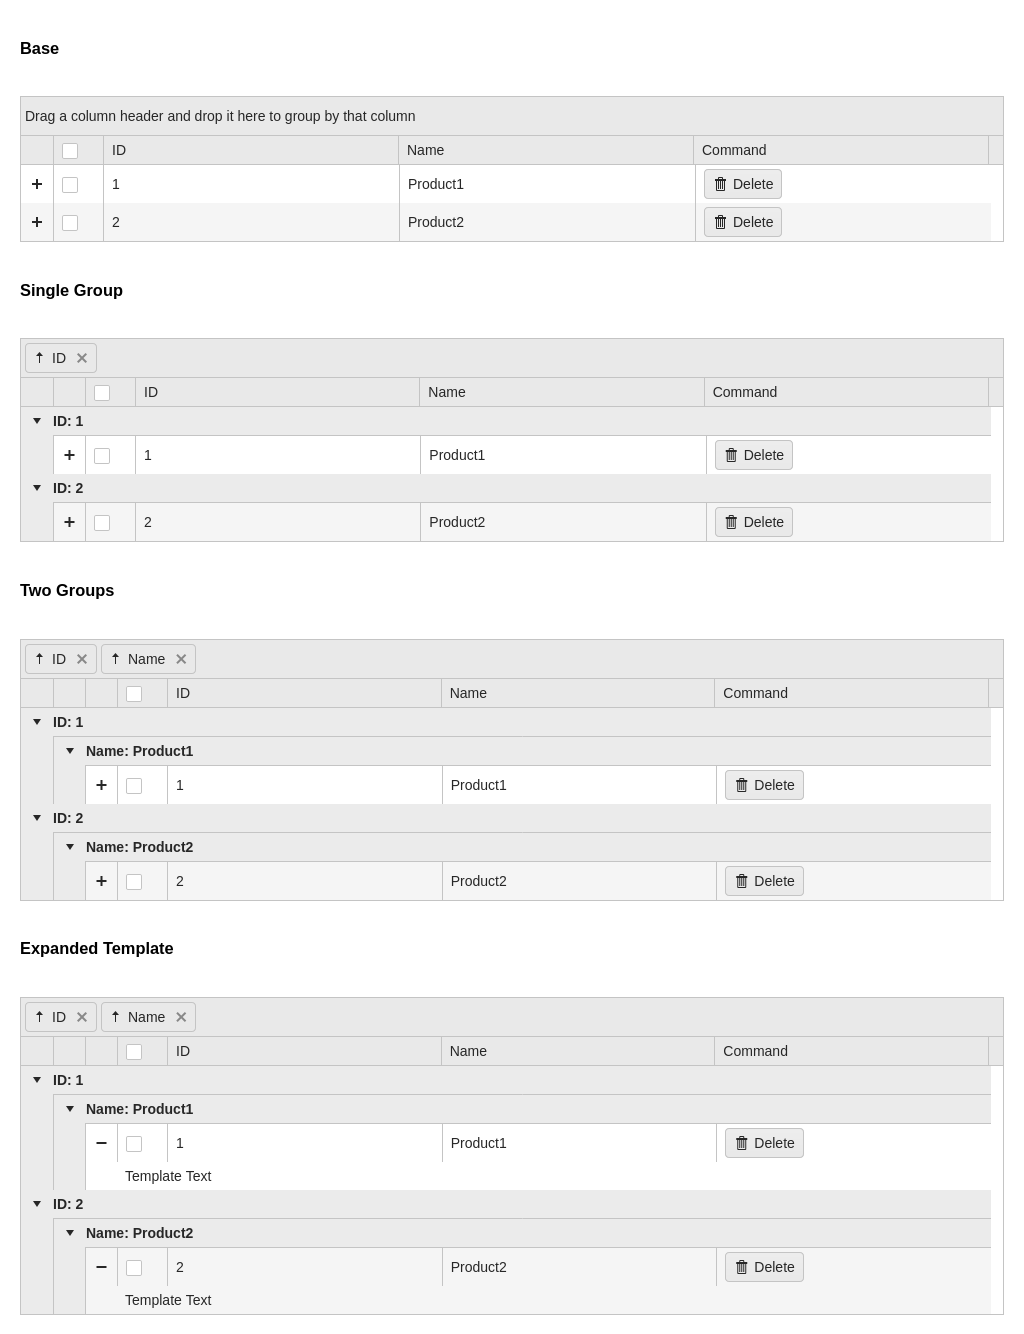 Base
Drag a column header and drop it here to group by that column
ID Name Command
1 Product1 Delete
2 Product2 Delete
Single Group
ID
ID Name Command
ID: 1
1 Product1 Delete
ID: 2
2 Product2 Delete
Two Groups
ID Name
ID Name Command
ID: 1
Name: Product1
1 Product1 Delete
ID: 2
Name: Product2
2 Product2 Delete
Expanded Template
ID Name
ID Name Command
ID: 1
Name: Product1
1 Product1 Delete
Template Text
ID: 2
Name: Product2
2 Product2 Delete
Template Text